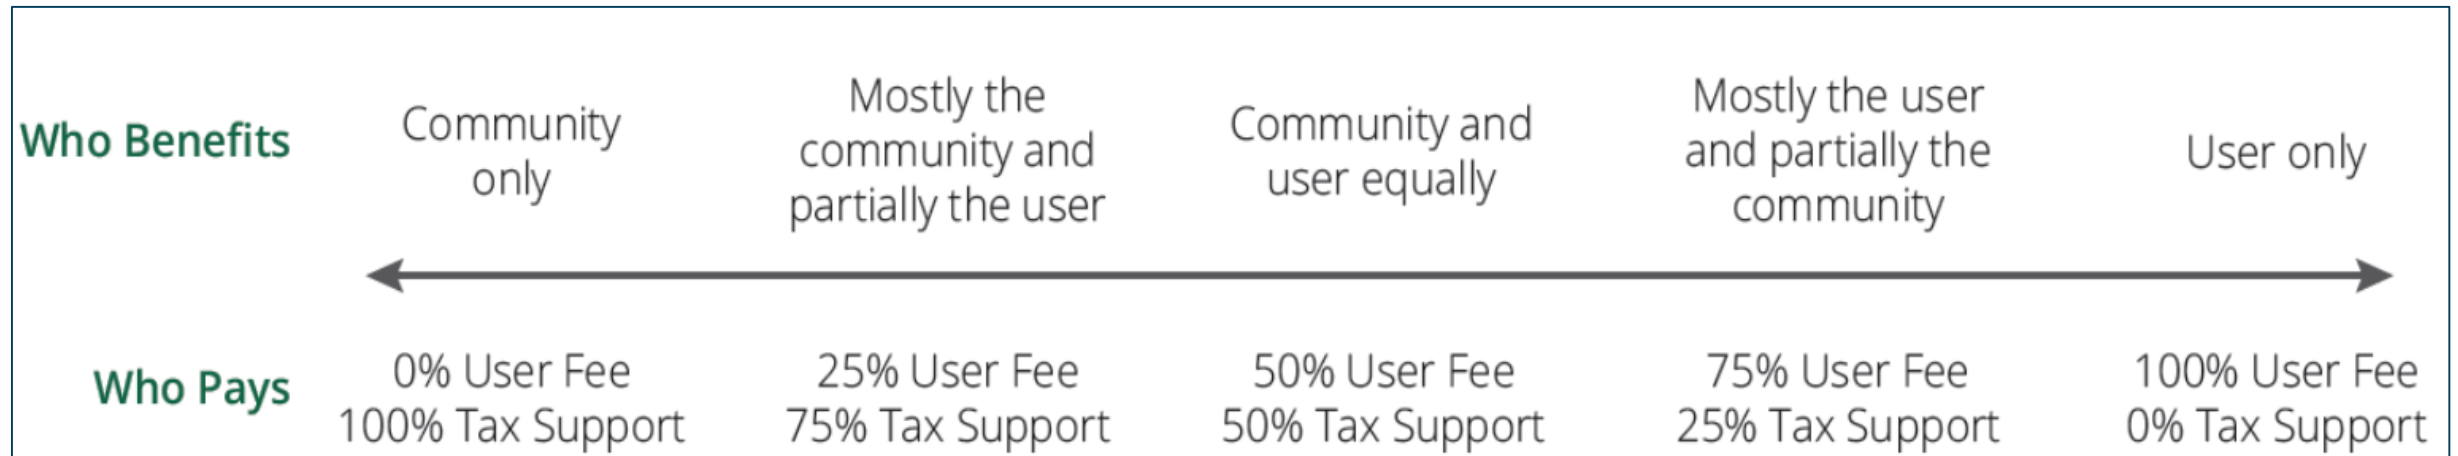 Who Benefits
Community
only
Mostly the
community and
partially the user
Community and
user equally
Mostly the user
and partially the
community
User only
Who Pays
0% User Fee
100% Tax Support
25% User Fee
75% Tax Support
50% User Fee
50% Tax Support
75% User Fee
25% Tax Support
100% User Fee
0% Tax Support